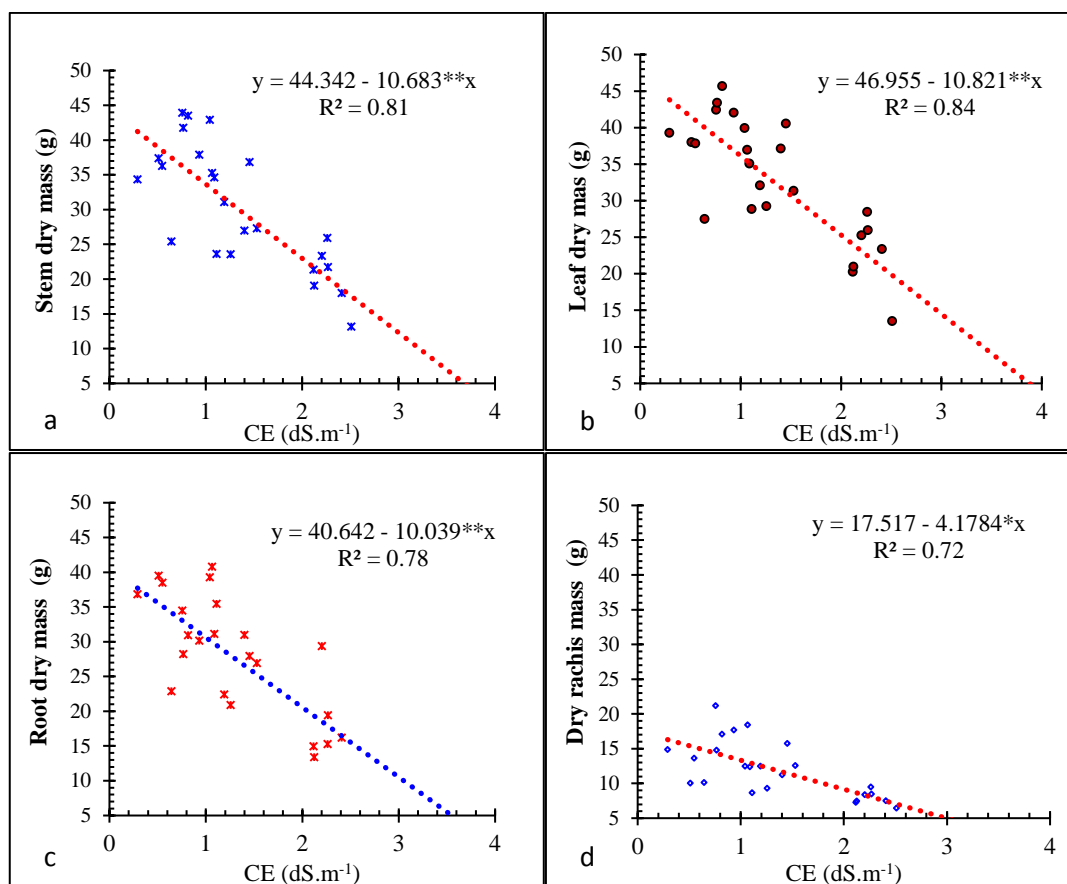 y = 44.342 - 10.683**x
R² = 0.81
Stem dry mass (g)
50
45
40
35
30
25
20
15
10
5
0 1 2 3 4
CE (dS.m⁻¹)
a
y = 46.955 - 10.821**x
R² = 0.84
Leaf dry mas (g)
50
45
40
35
30
25
20
15
10
5
0 1 2 3 4
CE (dS.m⁻¹)
b
y = 40.642 - 10.039**x
R² = 0.78
Root dry mass (g)
50
45
40
35
30
25
20
15
10
5
0 1 2 3 4
CE (dS.m⁻¹)
c
y = 17.517 - 4.1784*x
R² = 0.72
Dry rachis mass (g)
50
45
40
35
30
25
20
15
10
5
0 1 2 3 4
CE (dS.m⁻¹)
d